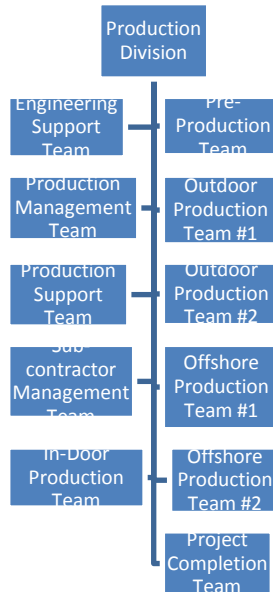 Production
Division
Engineering
Support
Team
Pre-
Production
Team
Production
Management
Team
Outdoor
Production
Team #1
Production
Support
Team
Outdoor
Production
Team #2
Sub-
contractor
Management
Team
Offshore
Production
Team #1
In-Door
Production
Team
Offshore
Production
Team #2
Project
Completion
Team